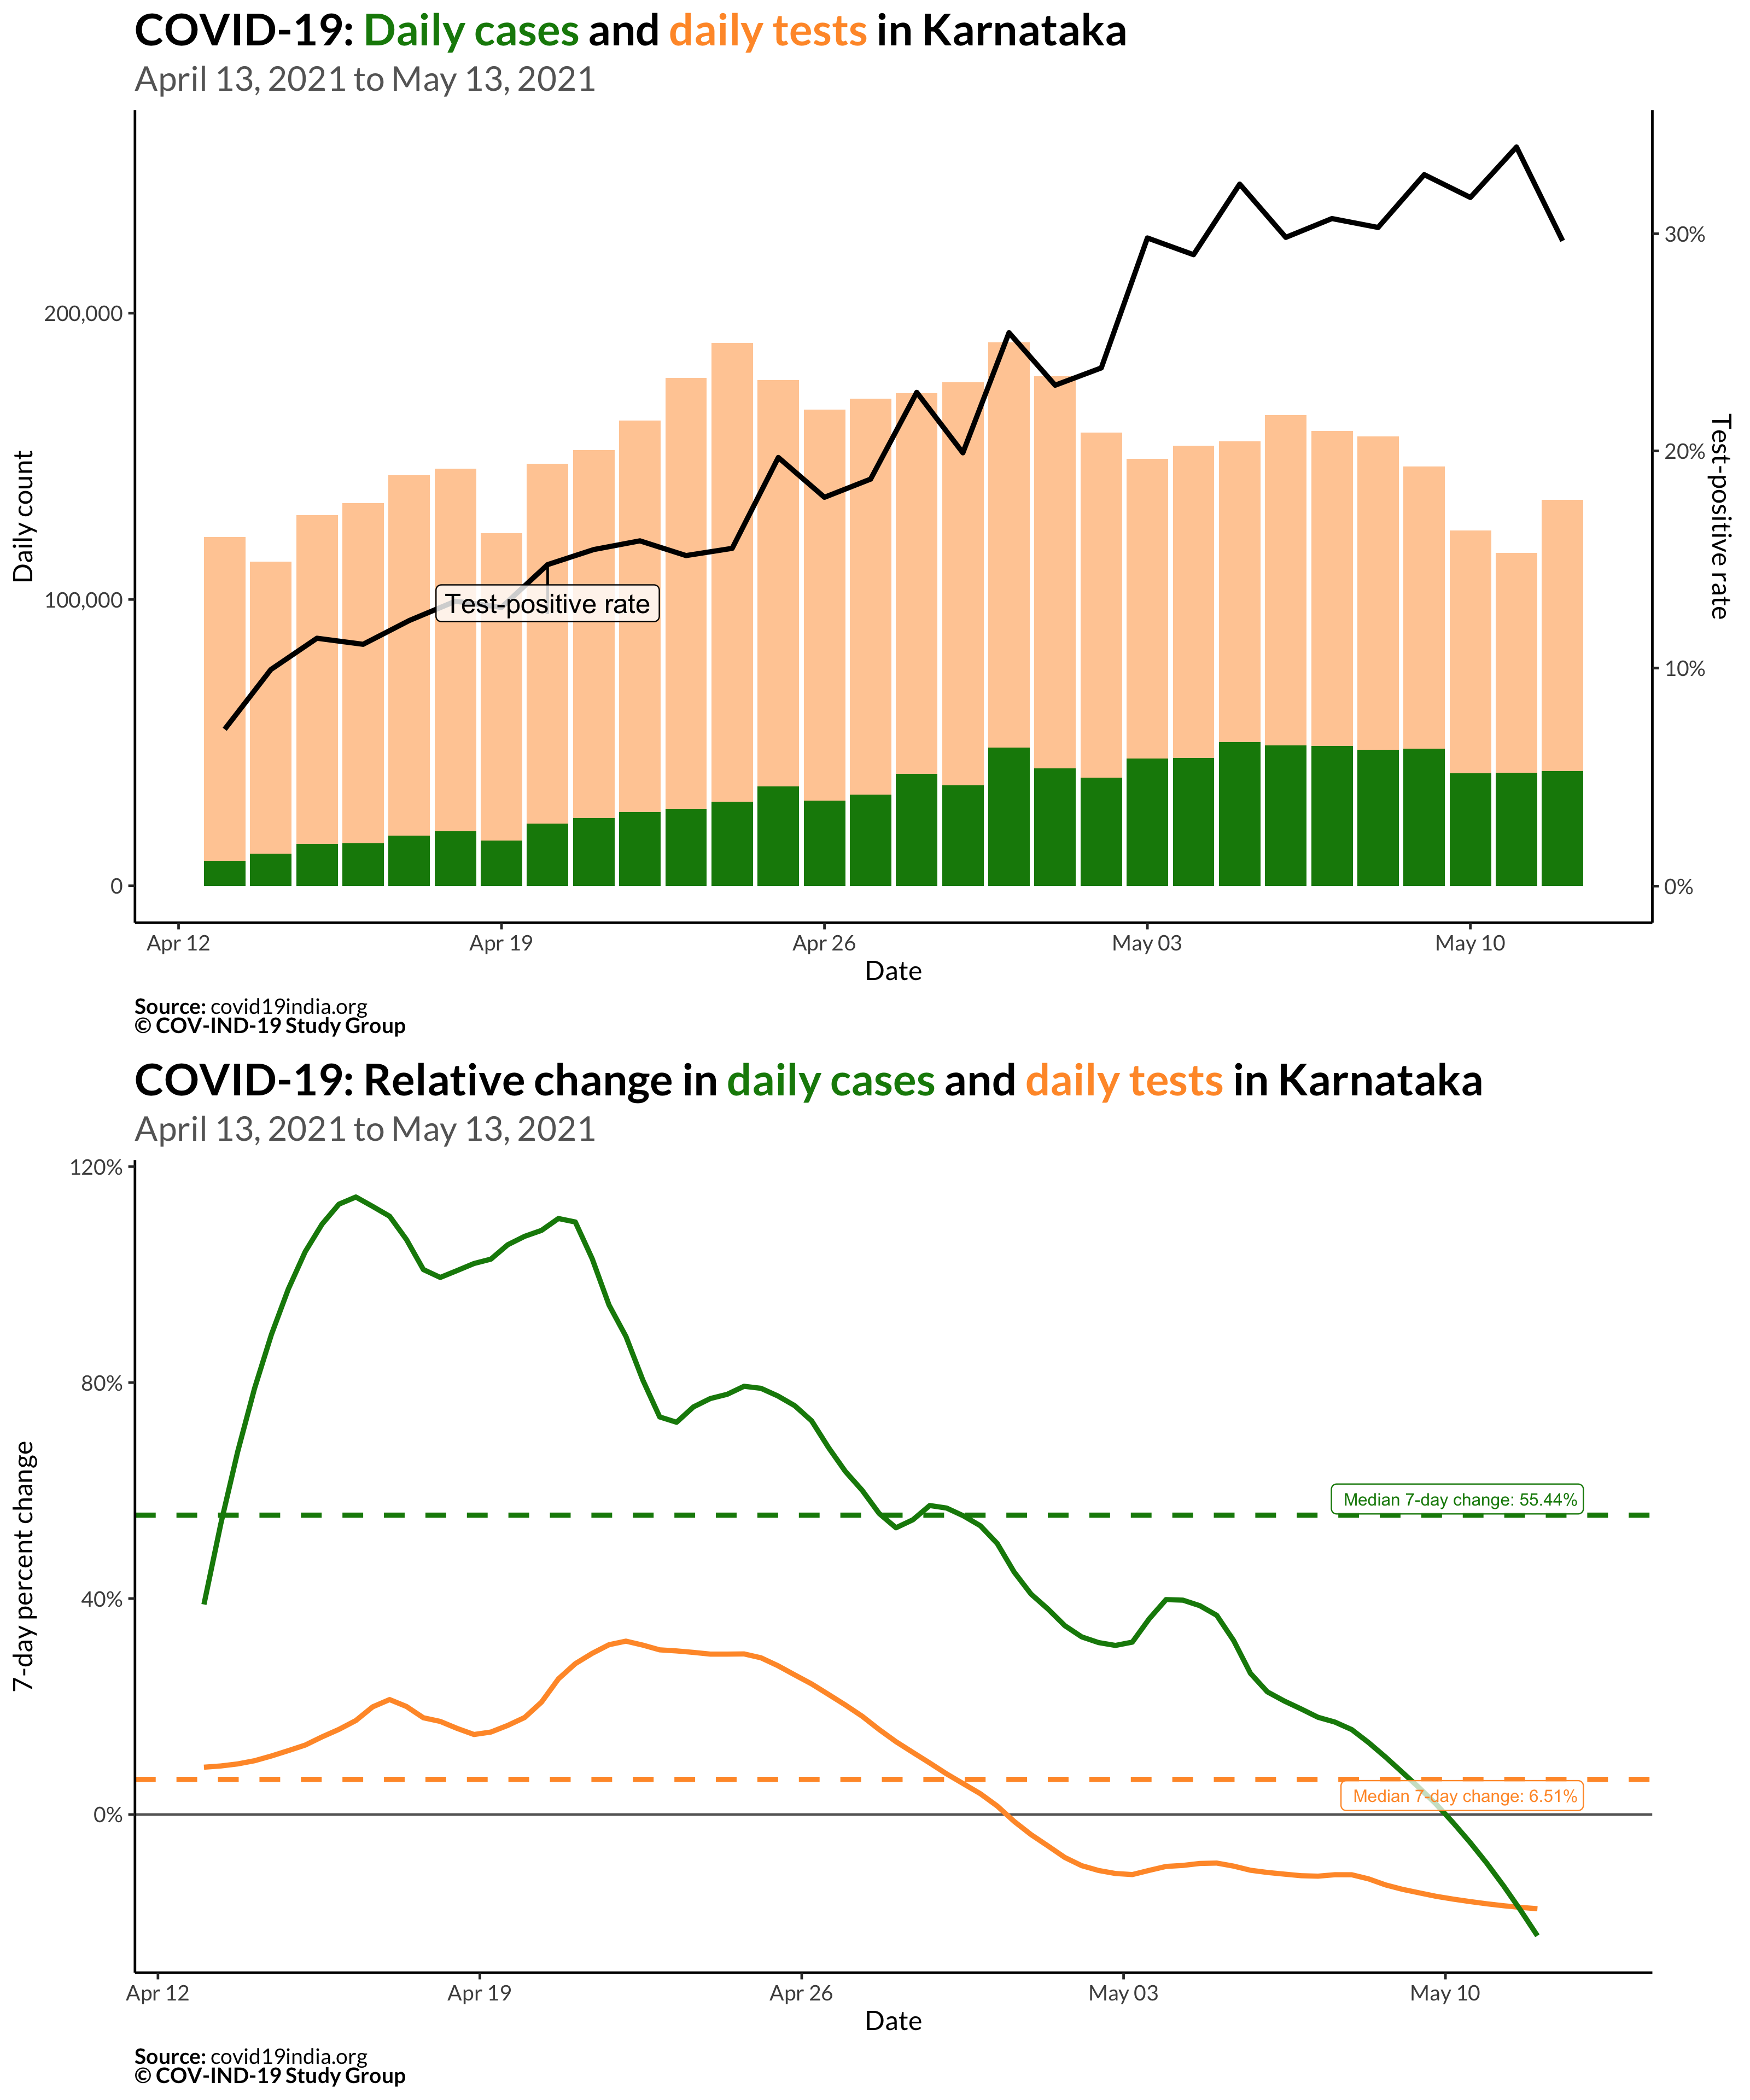 COVID-19: Daily cases and daily tests in Karnataka
April 13, 2021 to May 13, 2021
Daily count
200,000
100,000
0
Test-positive rate
30%
20%
10%
0%
Test-positive rate
Apr 12
Apr 19
Apr 26
May 03
May 10
Date
Source: covid19india.org
© COV-IND-19 Study Group
COVID-19: Relative change in daily cases and daily tests in Karnataka
April 13, 2021 to May 13, 2021
7-day percent change
120%
80%
40%
0%
Median 7-day change: 55.44%
Median 7-day change: 6.51%
Apr 12
Apr 19
Apr 26
May 03
May 10
Date
Source: covid19india.org
© COV-IND-19 Study Group